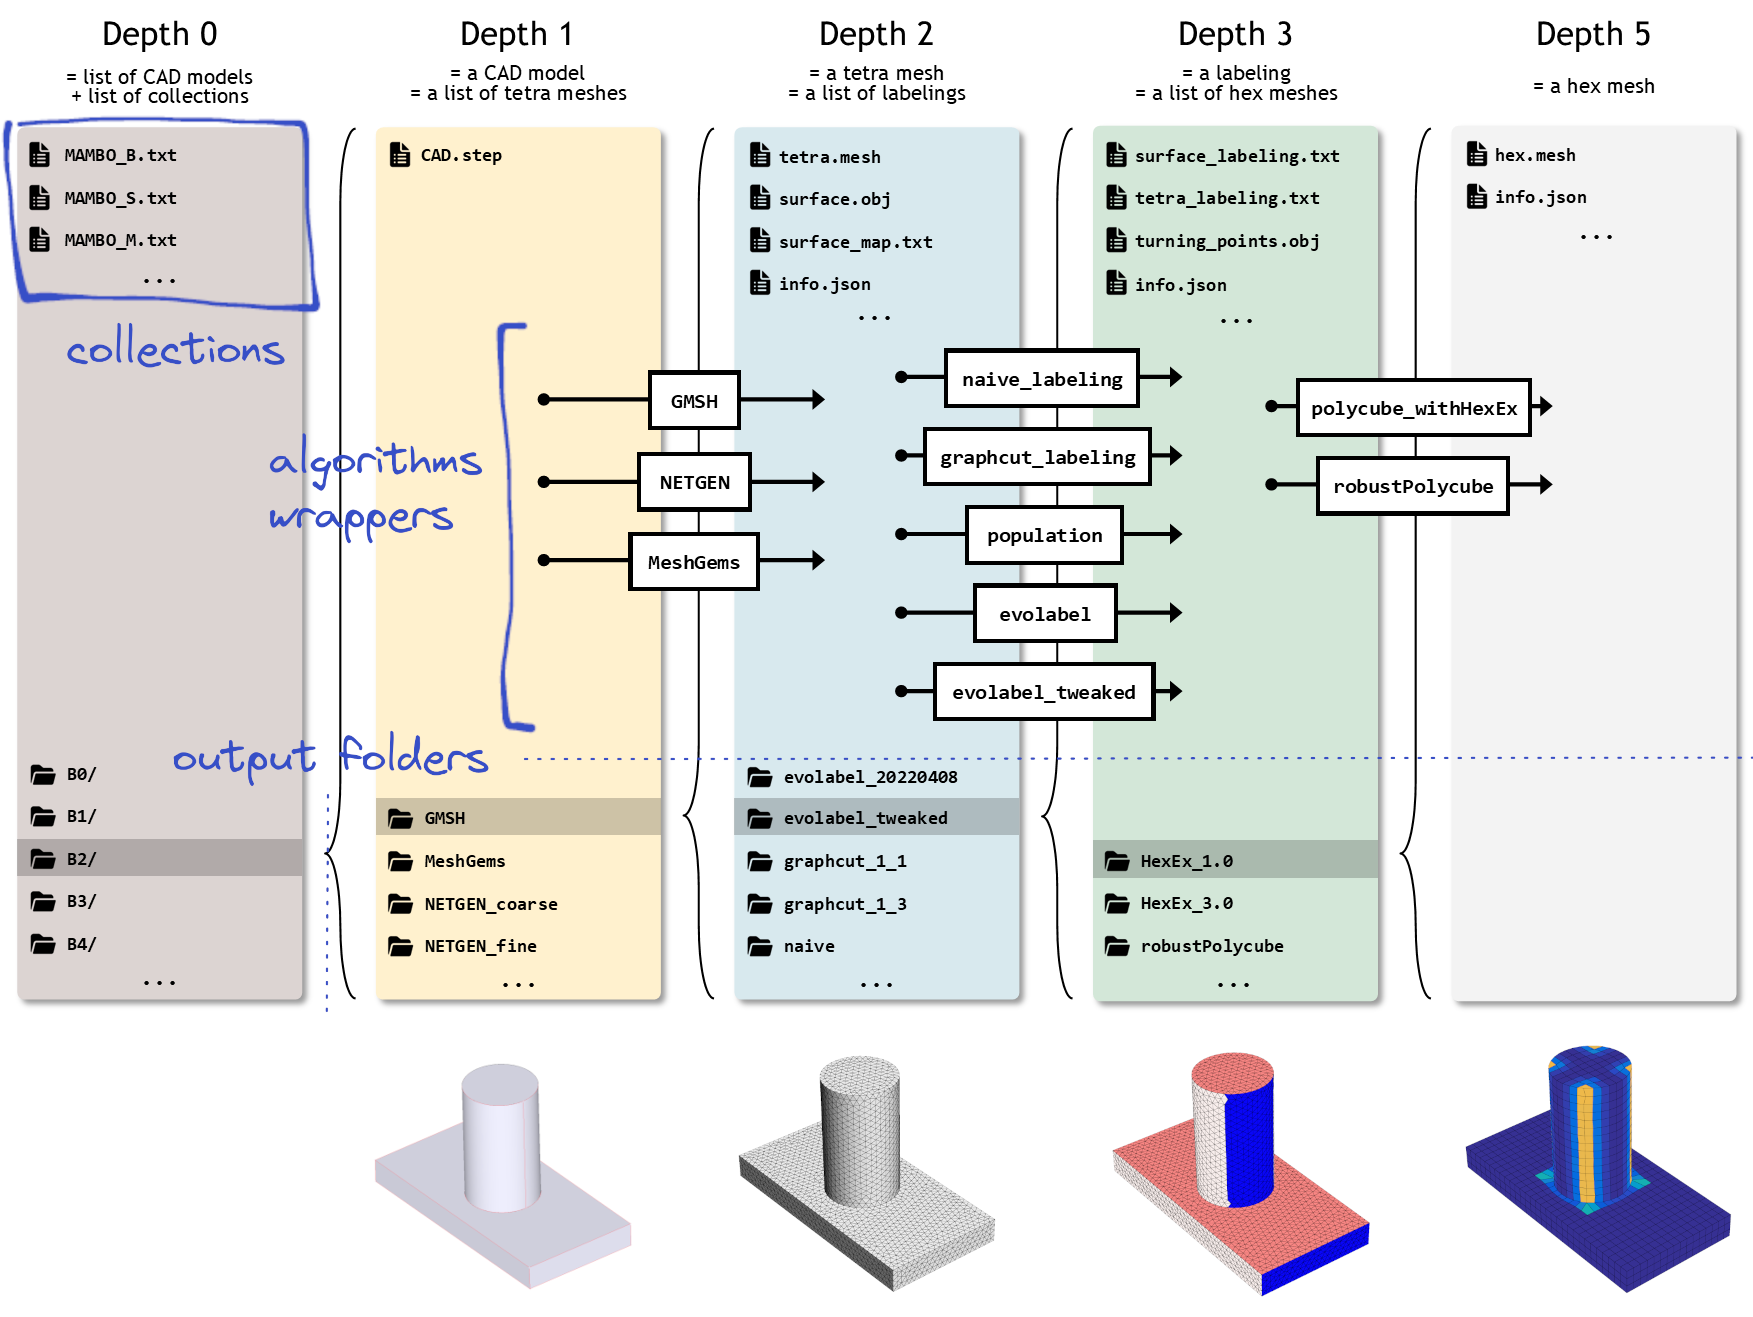 Depth 0
= list of CAD models
+ list of collections
MAMBO_B.txt
MAMBO_S.txt
MAMBO_M.txt
...
collections
B0/
B1/
B2/
B3/
B4/
...
Depth 1
= a CAD model
= a list of tetra meshes
CAD.step
algorithms
wrappers
GMSH
NETGEN
MeshGems
output folders
GMSH
MeshGems
NETGEN_coarse
NETGEN_fine
...
Depth 2
= a tetra mesh
= a list of labelings
tetra.mesh
surface.obj
surface_map.txt
info.json
...
naive_labeling
graphcut_labeling
population
evolabel
evolabel_tweaked
evolabel_20220408
evolabel_tweaked
graphcut_1_1
graphcut_1_3
naive
...
Depth 3
= a labeling
= a list of hex meshes
surface_labeling.txt
tetra_labeling.txt
turning_points.obj
info.json
...
polycube_withHexEx
robustPolycube
HexEx_1.0
HexEx_3.0
robustPolycube
...
Depth 5
= a hex mesh
hex.mesh
info.json
...